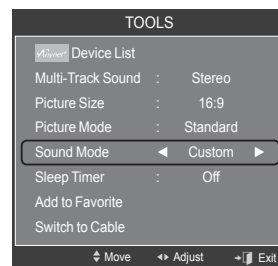 TOOLS
Anynet+ Device List
Multi-Track Sound : Stereo
Picture Size : 16:9
Picture Mode : Standard
Sound Mode ◄ Custom ►
Sleep Timer : Off
Add to Favorite
Switch to Cable
Move Adjust Exit